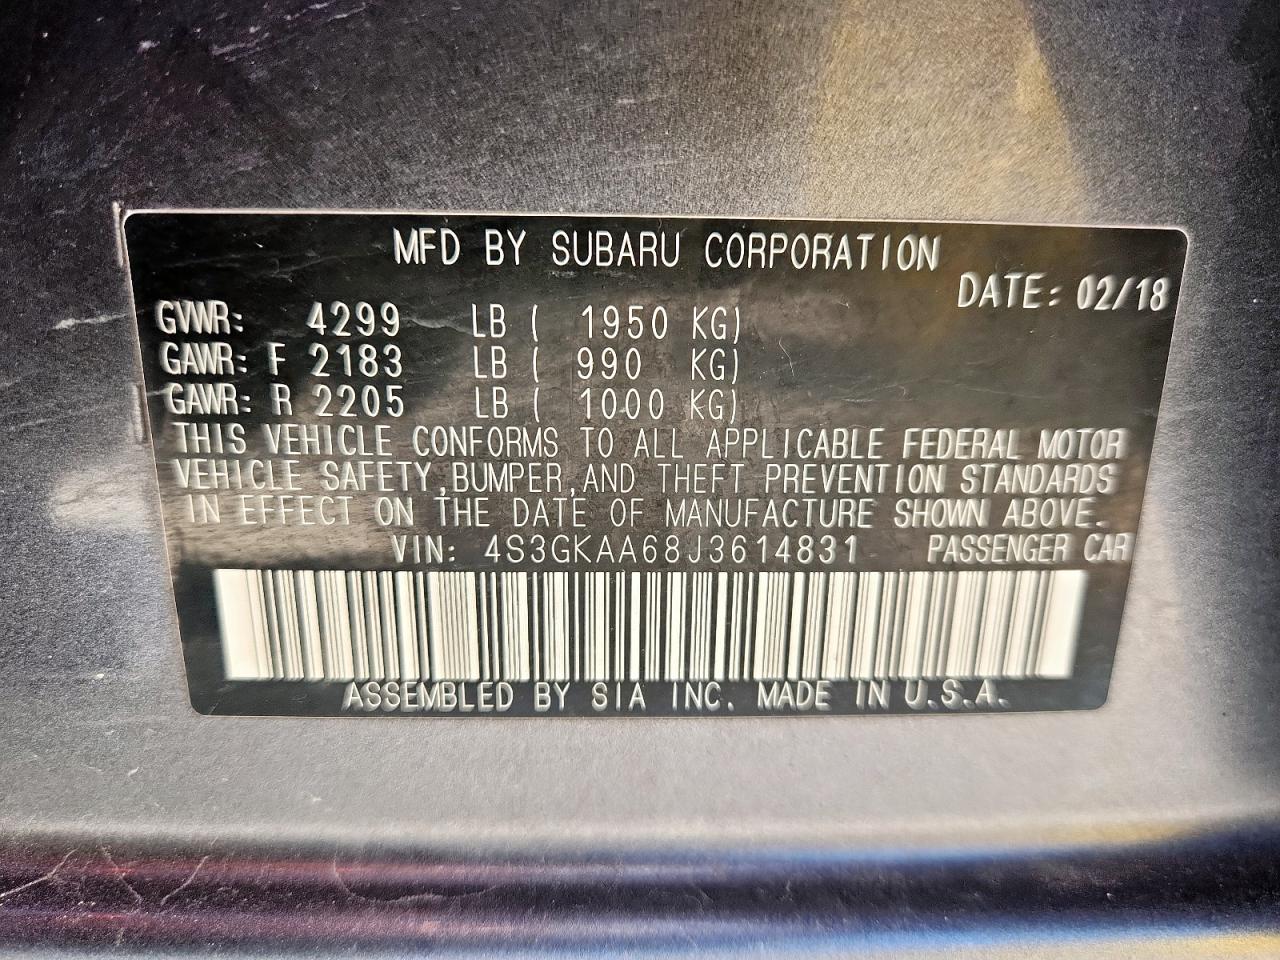 MFD BY SUBARU CORPORATION
DATE: 02/18
GVWR: 4299 LB ( 1950 KG)
GAWR: F 2183 LB ( 990 KG)
GAWR: R 2205 LB ( 1000 KG)
THIS VEHICLE CONFORMS TO ALL APPLICABLE FEDERAL MOTOR
VEHICLE SAFETY,BUMPER,AND THEFT PREVENTION STANDARDS
IN EFFECT ON THE DATE OF MANUFACTURE SHOWN ABOVE.
VIN: 4S3GKAA68J3614831 PASSENGER CAR
ASSEMBLED BY SIA INC. MADE IN U.S.A.